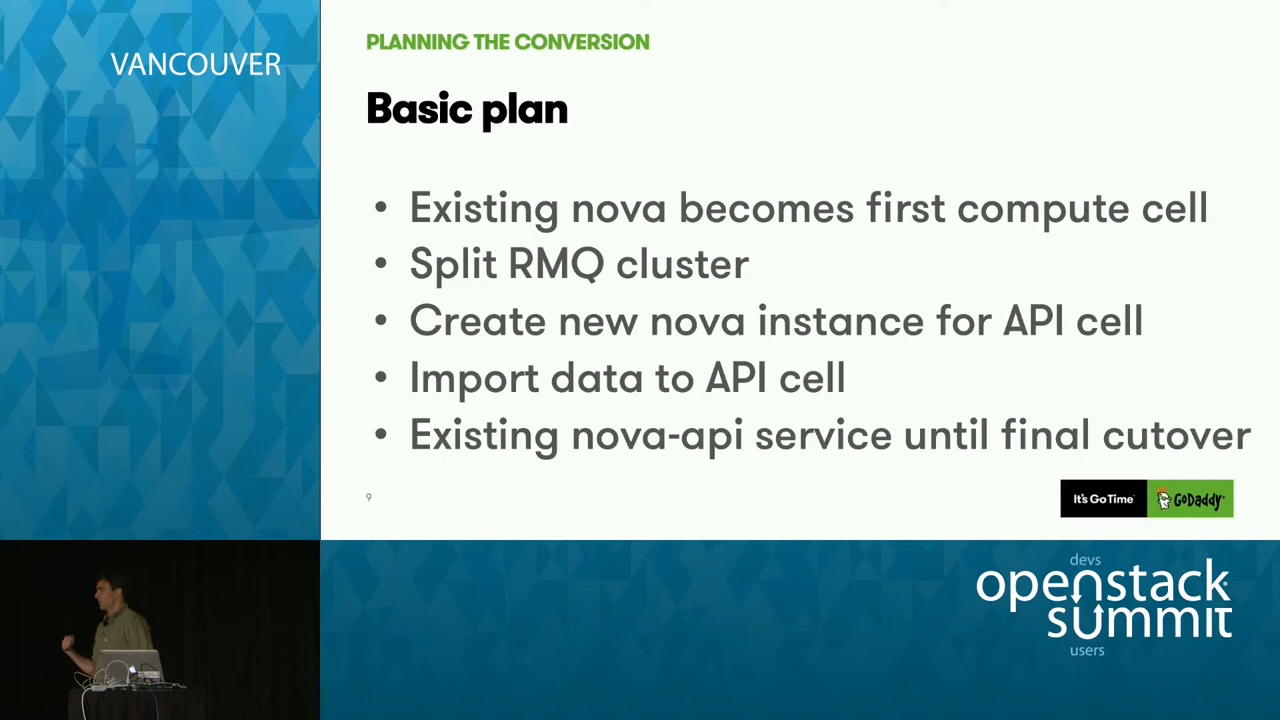 VANCOUVER
PLANNING THE CONVERSION
Basic plan
• Existing nova becomes first compute cell
• Split RMQ cluster
• Create new nova instance for API cell
• Import data to API cell
• Existing nova-api service until final cutover
9
It's Go Time
GoDaddy
devs
openstack
summit
users